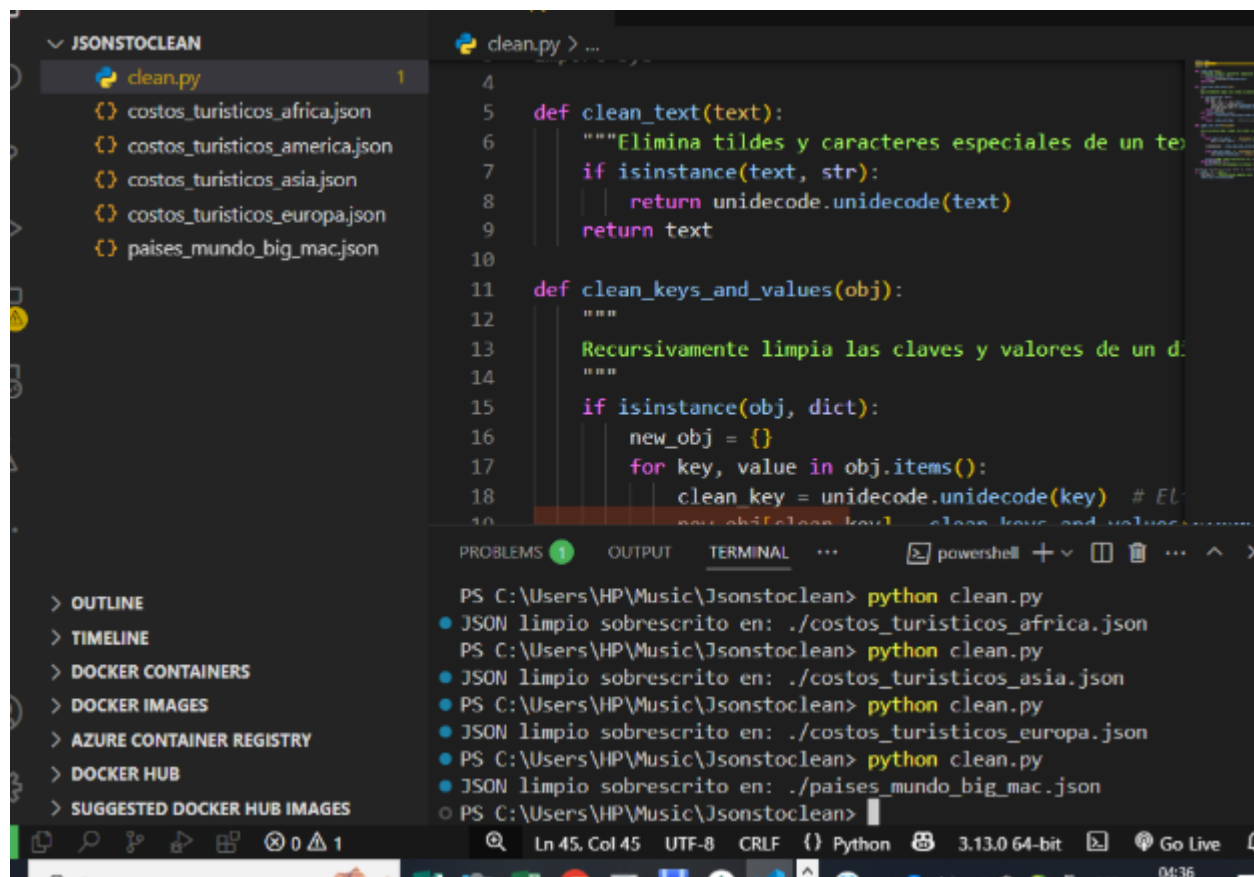 JSONSTOCLEAN
clean.py 1
costos_turisticos_africa.json
costos_turisticos_america.json
costos_turisticos_asia.json
costos_turisticos_europa.json
paises_mundo_big_mac.json
OUTLINE
TIMELINE
DOCKER CONTAINERS
DOCKER IMAGES
AZURE CONTAINER REGISTRY
DOCKER HUB
SUGGESTED DOCKER HUB IMAGES
clean.py > ...
4
5 def clean_text(text):
6 """Elimina tildes y caracteres especiales de un tex
7 if isinstance(text, str):
8 return unidecode.unidecode(text)
9 return text
10
11 def clean_keys_and_values(obj):
12 """
13 Recursivamente limpia las claves y valores de un di
14 """
15 if isinstance(obj, dict):
16 new_obj = {}
17 for key, value in obj.items():
18 clean_key = unidecode.unidecode(key) # El
PROBLEMS 1 OUTPUT TERMINAL ... powershell
PS C:\Users\HP\Music\Jsonstoclean> python clean.py
JSON limpio sobrescrito en: ./costos_turisticos_africa.json
PS C:\Users\HP\Music\Jsonstoclean> python clean.py
JSON limpio sobrescrito en: ./costos_turisticos_asia.json
PS C:\Users\HP\Music\Jsonstoclean> python clean.py
JSON limpio sobrescrito en: ./costos_turisticos_europa.json
PS C:\Users\HP\Music\Jsonstoclean> python clean.py
JSON limpio sobrescrito en: ./paises_mundo_big_mac.json
PS C:\Users\HP\Music\Jsonstoclean>
0 1 Ln 45, Col 45 UTF-8 CRLF {} Python 3.13.0 64-bit Go Live
04:36